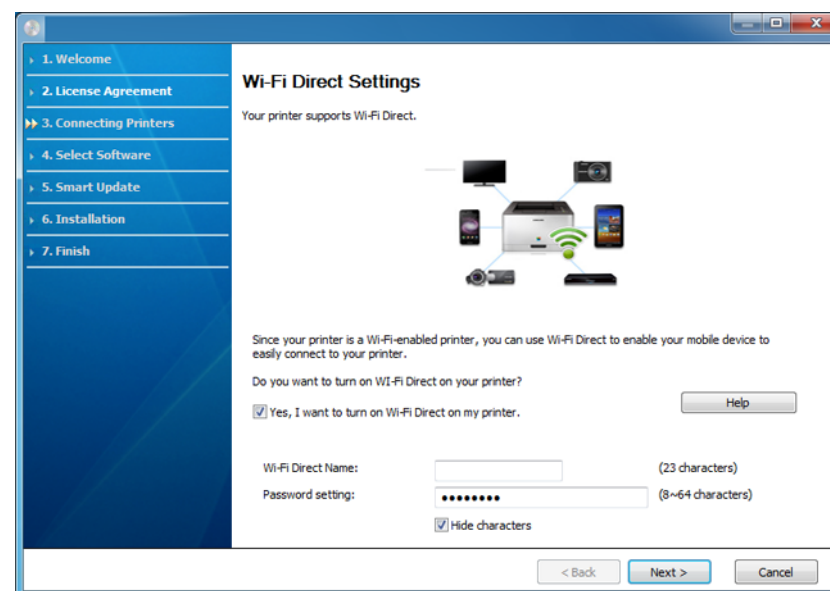 1. Welcome
2. License Agreement
3. Connecting Printers
4. Select Software
5. Smart Update
6. Installation
7. Finish
Wi-Fi Direct Settings
Your printer supports Wi-Fi Direct.
Since your printer is a Wi-Fi-enabled printer, you can use Wi-Fi Direct to enable your mobile device to
easily connect to your printer.
Do you want to turn on WI-Fi Direct on your printer?
Yes, I want to turn on Wi-Fi Direct on my printer.
Help
Wi-Fi Direct Name: (23 characters)
Password setting: ●●●●●●●● (8~64 characters)
Hide characters
< Back Next > Cancel